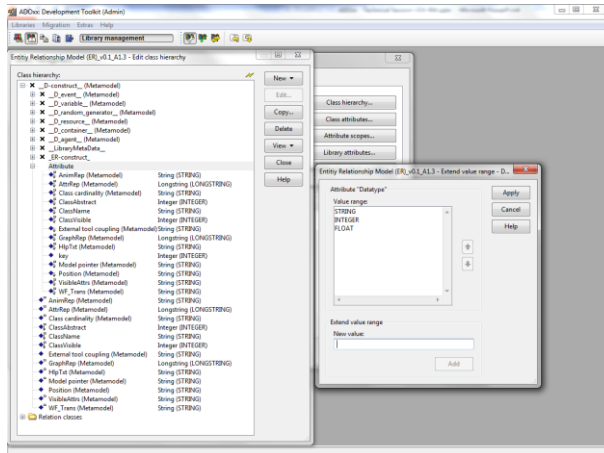 ADOxx: Development Toolkit (Admin)
Libraries Migration Extras Help
Library management
Entity Relationship Model (ER)_v0.1_A1.3 - Edit class hierarchy
Class hierarchy:
__D-construct__ (Metamodel)
__D_event__ (Metamodel)
__D_variable__ (Metamodel)
__D_random_generator__ (Metamodel)
__D_resource__ (Metamodel)
__D_container__ (Metamodel)
__D_agent__ (Metamodel)
__LibraryMetaData__
_ER-construct_
Attribute
AnimRep (Metamodel) String (STRING)
AttrRep (Metamodel) Longstring (LONGSTRING)
Class cardinality (Metamodel) String (STRING)
ClassAbstract Integer (INTEGER)
ClassName String (STRING)
ClassVisible Integer (INTEGER)
External tool coupling (Metamodel) String (STRING)
GraphRep (Metamodel) Longstring (LONGSTRING)
HlpTxt (Metamodel) String (STRING)
key Integer (INTEGER)
Model pointer (Metamodel) String (STRING)
Position (Metamodel) String (STRING)
VisibleAttrs (Metamodel) String (STRING)
WF_Trans (Metamodel) String (STRING)
AnimRep (Metamodel) String (STRING)
AttrRep (Metamodel) Longstring (LONGSTRING)
Class cardinality (Metamodel) String (STRING)
ClassAbstract Integer (INTEGER)
ClassName String (STRING)
ClassVisible Integer (INTEGER)
External tool coupling (Metamodel) String (STRING)
GraphRep (Metamodel) Longstring (LONGSTRING)
HlpTxt (Metamodel) String (STRING)
Model pointer (Metamodel) String (STRING)
Position (Metamodel) String (STRING)
VisibleAttrs (Metamodel) String (STRING)
WF_Trans (Metamodel) String (STRING)
Relation classes
New
Edit...
Copy...
Delete
View
Close
Help
Class hierarchy...
Class attributes...
Attribute scopes...
Library attributes...
Entity Relationship Model (ER)_v0.1_A1.3 - Extend value range - D...
Attribute "Datatype"
Value range:
STRING
INTEGER
FLOAT
Apply
Cancel
Help
Extend value range
New value:
Add